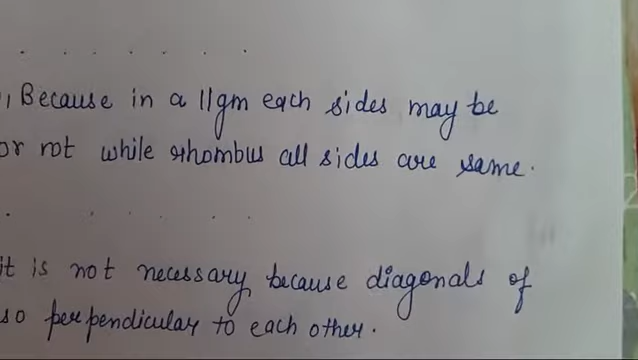 , Because in a ||gm each sides may be
or not while rhombus all sides are same.
it is not necessary, because diagonals of
so perpendicular to each other.